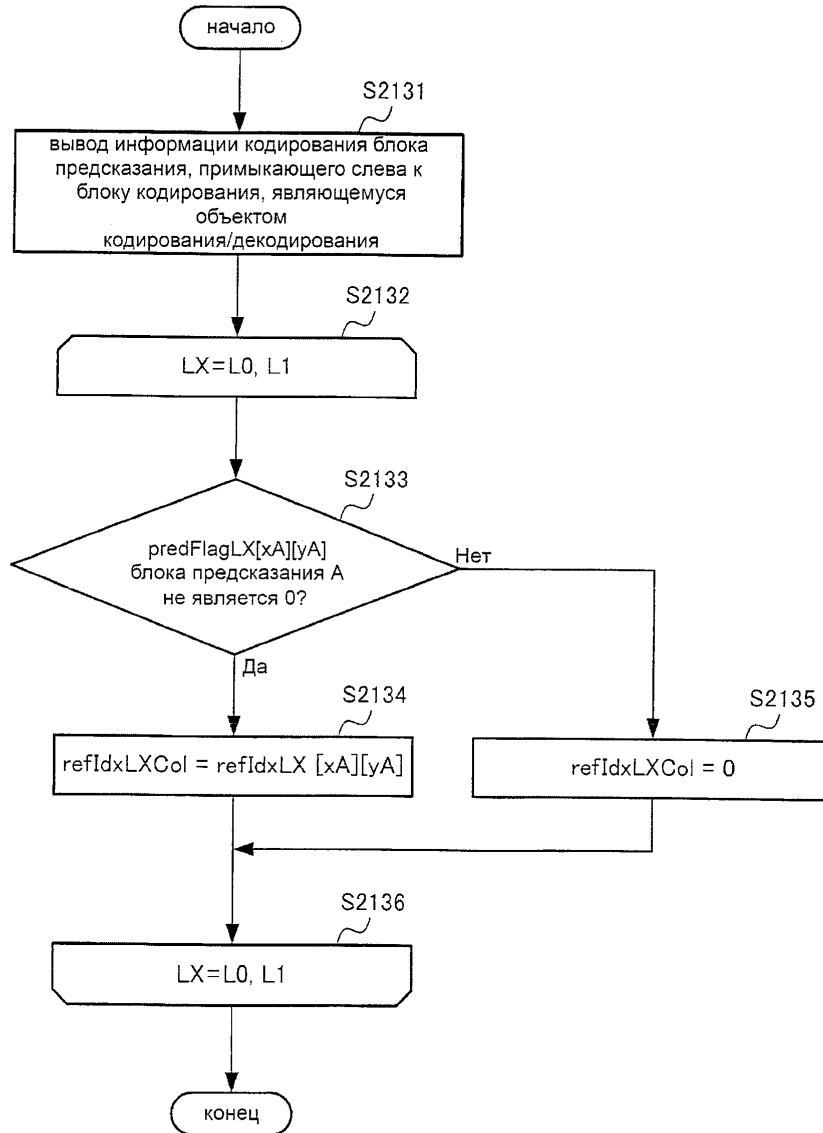 начало
S2131
вывод информации кодирования блока
предсказания, примыкающего слева к
блоку кодирования, являющемуся
объектом
кодирования/декодирования
S2132
LX=L0, L1
S2133
predFlagLX[xA][yA]
блока предсказания A
не является 0?
Нет
Да
S2134
refIdxLXCol = refIdxLX [xA][yA]
S2135
refIdxLXCol = 0
S2136
LX=L0, L1
конец